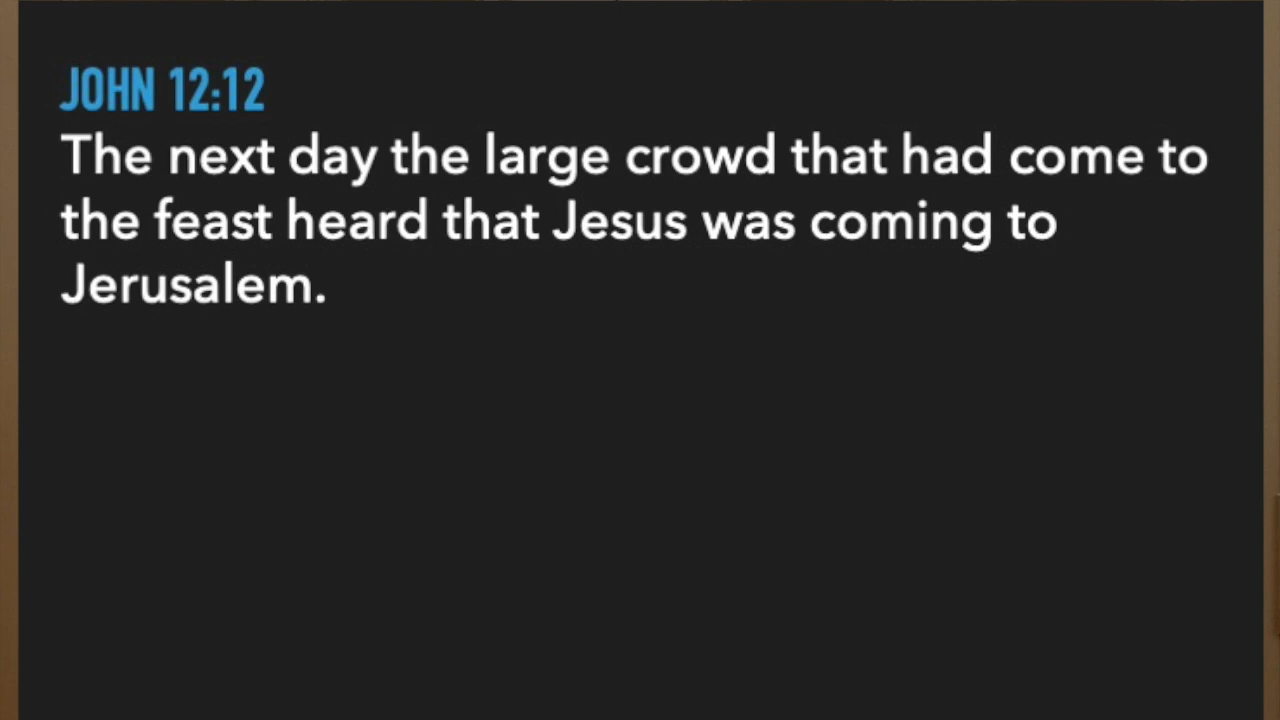 JOHN 12:12
The next day the large crowd that had come to
the feast heard that Jesus was coming to
Jerusalem.